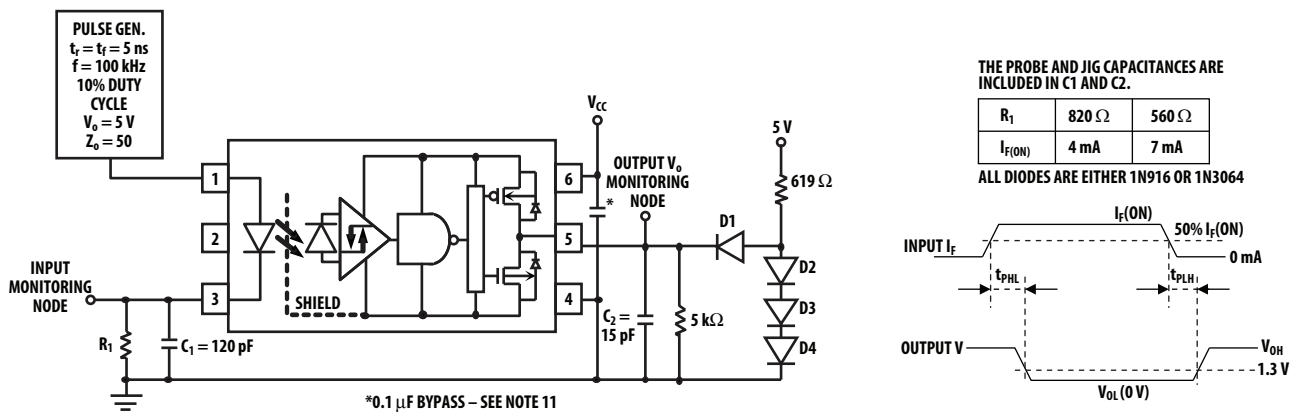 PULSE GEN.
t_r = t_f = 5 ns
f = 100 kHz
10% DUTY
CYCLE
V_o = 5 V
Z_o = 50
V_CC
5 V
OUTPUT V_o
MONITORING
NODE
619 Ω
1
2
3
6
5
4
*
D1
D2
D3
D4
INPUT
MONITORING
NODE
SHIELD
R_1
C_1 = 120 pF
C_2 =
15 pF
5 kΩ
*0.1 μF BYPASS – SEE NOTE 11
THE PROBE AND JIG CAPACITANCES ARE
INCLUDED IN C1 AND C2.
R_1 820 Ω 560 Ω
I_F(ON) 4 mA 7 mA
ALL DIODES ARE EITHER 1N916 OR 1N3064
I_F(ON)
50% I_F(ON)
INPUT I_F
0 mA
t_PHL
t_PLH
OUTPUT V
V_OH
1.3 V
V_OL (0 V)